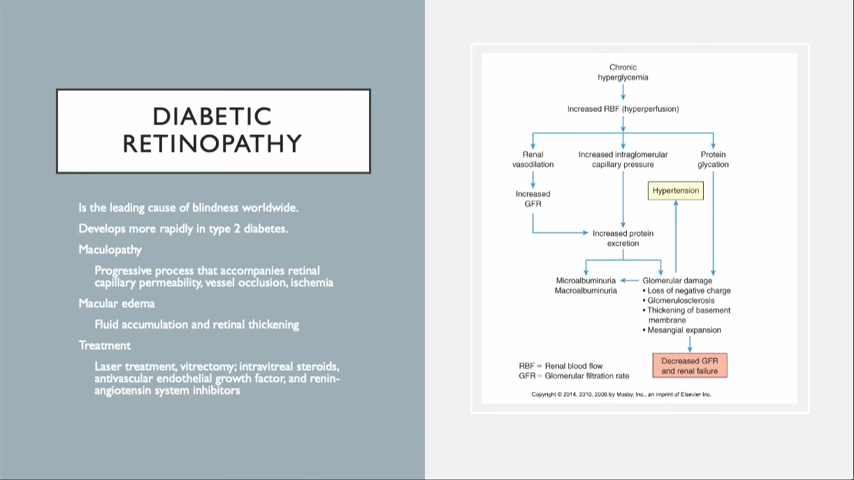 DIABETIC
RETINOPATHY
Is the leading cause of blindness worldwide.
Develops more rapidly in type 2 diabetes.
Maculopathy
Progressive process that accompanies retinal
capillary permeability, vessel occlusion, ischemia
Macular edema
Fluid accumulation and retinal thickening
Treatment
Laser treatment, vitrectomy; intravitreal steroids,
antivascular endothelial growth factor, and renin-
angiotensin system inhibitors
Chronic
hyperglycemia
Increased RBF (hyperperfusion)
Renal
vasodilation
Increased intraglomerular
capillary pressure
Protein
glycation
Increased
GFR
Hypertension
Increased protein
excretion
Microalbuminuria
Macroalbuminuria
Glomerular damage
• Loss of negative charge
• Glomerulosclerosis
• Thickening of basement
membrane
• Mesangial expansion
Decreased GFR
and renal failure
RBF = Renal blood flow
GFR = Glomerular filtration rate
Copyright © 2014, 2010, 2006 by Mosby, Inc., an imprint of Elsevier Inc.